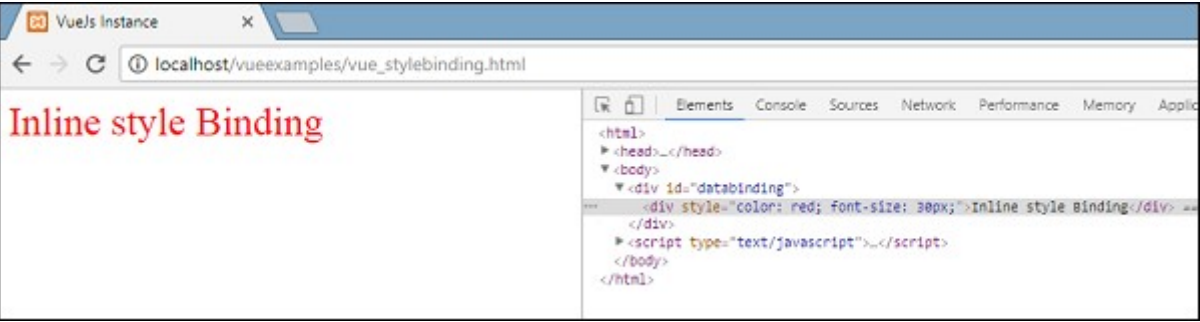 VueJs Instance
localhost/vueexamples/vue_stylebinding.html
Inline style Binding
Elements Console Sources Network Performance Memory Applic
<html>
<head>…</head>
<body>
<div id="databinding">
<div style="color: red; font-size: 30px;">Inline style Binding</div> ==
</div>
<script type="text/javascript">…</script>
</body>
</html>